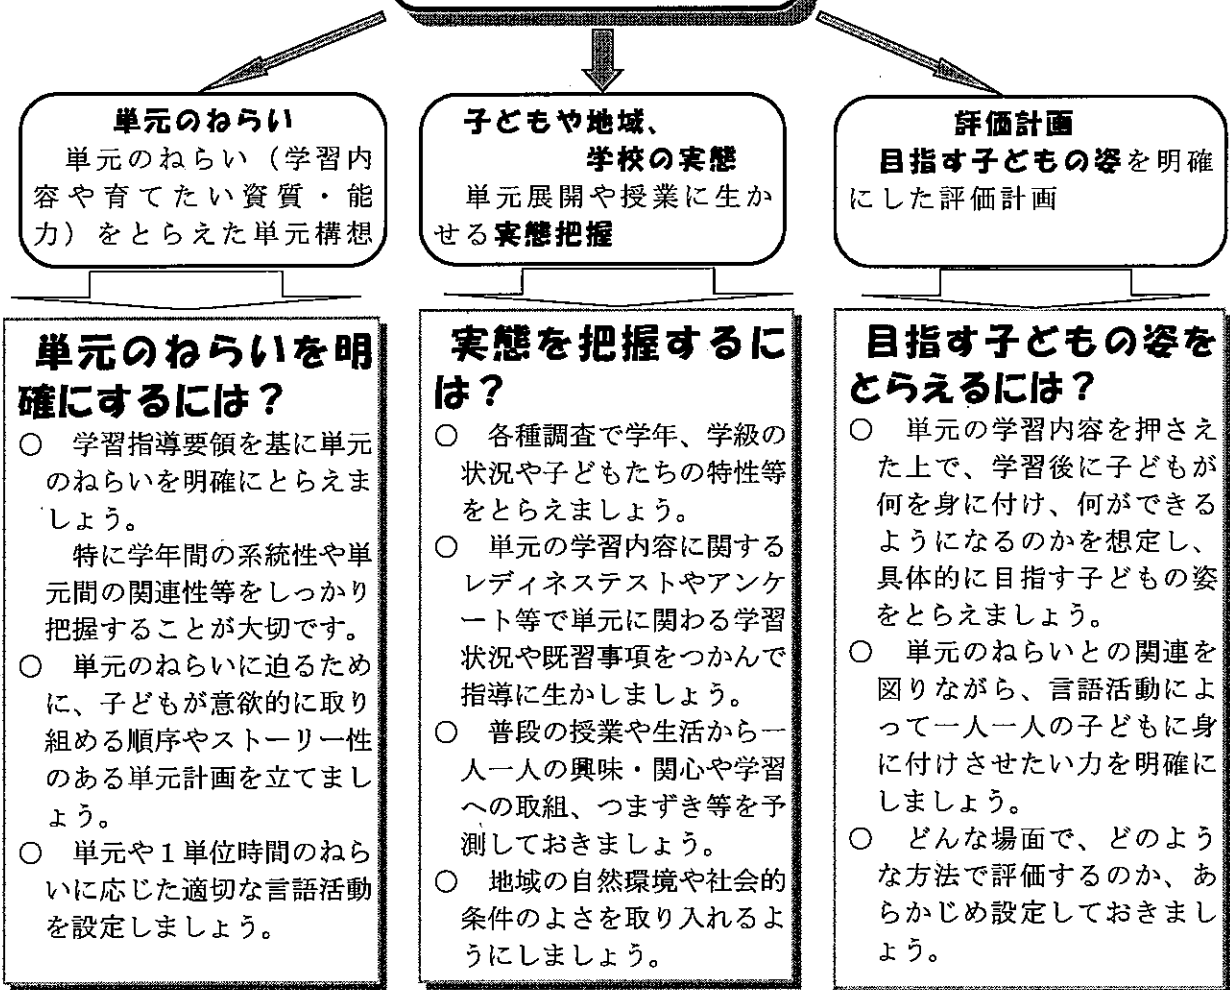 単元のねらい
単元のねらい(学習内
容や育てたい資質・能
力)をとらえた単元構想
子どもや地域、
学校の実態
単元展開や授業に生か
せる実態把握
評価計画
目指す子どもの姿を明確
にした評価計画
単元のねらいを明
確にするには?
○ 学習指導要領を基に単元
のねらいを明確にとらえま
しょう。
特に学年間の系統性や単
元間の関連性等をしっかり
把握することが大切です。
○ 単元のねらいに迫るため
に、子どもが意欲的に取り
組める順序やストーリー性
のある単元計画を立てまし
ょう。
○ 単元や1単位時間のねら
いに応じた適切な言語活動
を設定しましょう。
実態を把握するに
は?
○ 各種調査で学年、学級の
状況や子どもたちの特性等
をとらえましょう。
○ 単元の学習内容に関する
レディネステストやアンケ
ート等で単元に関わる学習
状況や既習事項をつかんで
指導に生かしましょう。
○ 普段の授業や生活から一
人一人の興味・関心や学習
への取組、つまずき等を予
測しておきましょう。
○ 地域の自然環境や社会的
条件のよさを取り入れるよ
うにしましょう。
目指す子どもの姿を
とらえるには?
○ 単元の学習内容を押さえ
た上で、学習後に子どもが
何を身に付け、何ができる
ようになるのかを想定し、
具体的に目指す子どもの姿
をとらえましょう。
○ 単元のねらいとの関連を
図りながら、言語活動によ
って一人一人の子どもに身
に付けさせたい力を明確に
しましょう。
○ どんな場面で、どのよう
な方法で評価するのか、あ
らかじめ設定しておきまし
ょう。